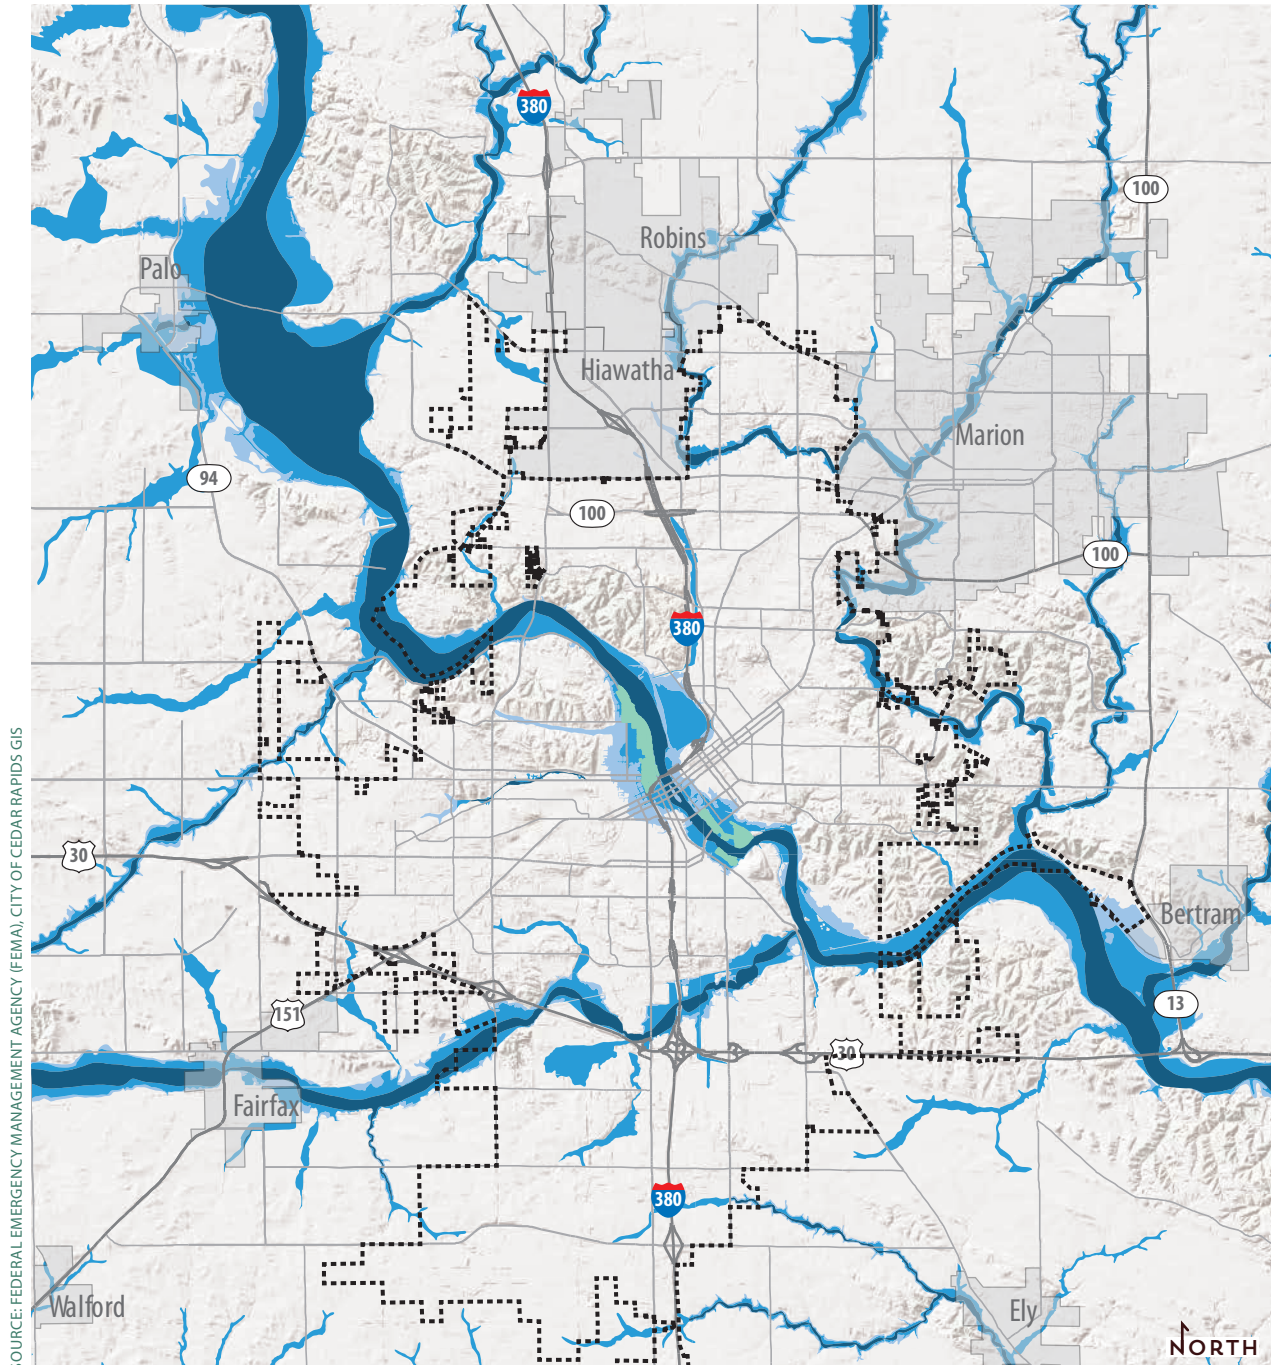 380
100
Robins
Palo
Hiawatha
Marion
94
100
100
380
30
Bertram
151
13
30
Fairfax
380
Walford
Ely
NORTH
SOURCE: FEDERAL EMERGENCY MANAGEMENT AGENCY (FEMA), CITY OF CEDAR RAPIDS GIS